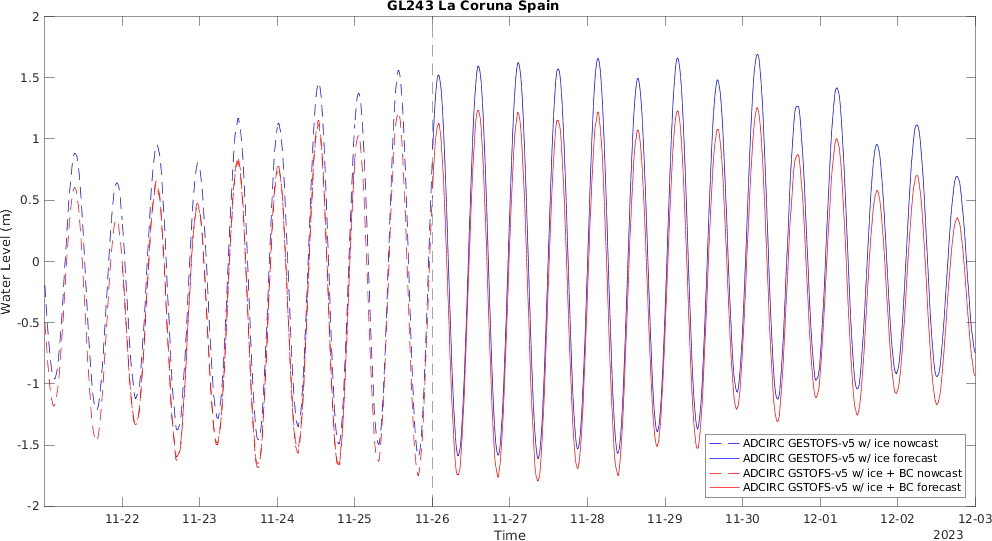 GL243 La Coruna Spain
2
1.5
1
0.5
0
-0.5
-1
-1.5
-2
Water Level (m)
ADCIRC GESTOFS-v5 w/ ice nowcast
ADCIRC GESTOFS-v5 w/ ice forecast
ADCIRC GSTOFS-v5 w/ ice + BC nowcast
ADCIRC GSTOFS-v5 w/ ice + BC forecast
11-22 11-23 11-24 11-25 11-26 11-27 11-28 11-29 11-30 12-01 12-02 12-03
Time
2023